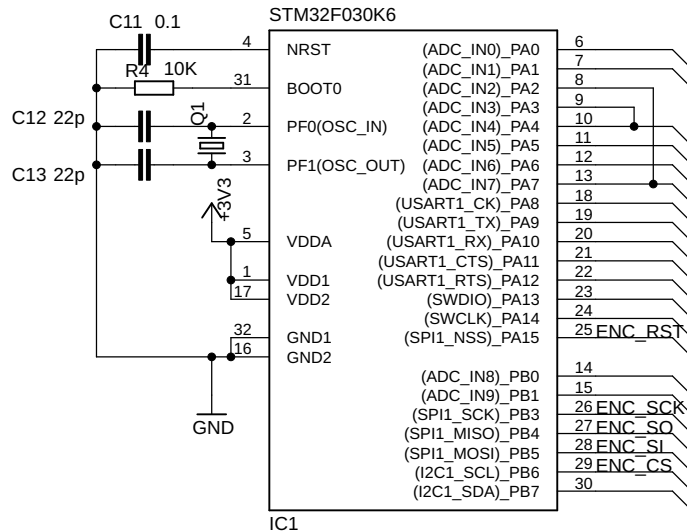 STM32F030K6
C11 0.1
4 NRST
R4 10K
31 BOOT0
C12 22p
Q1
2 PF0(OSC_IN)
C13 22p
3 PF1(OSC_OUT)
+3V3
5 VDDA
1 VDD1
17 VDD2
32 GND1
16 GND2
GND
(ADC_IN0)_PA0 6
(ADC_IN1)_PA1 7
(ADC_IN2)_PA2 8
(ADC_IN3)_PA3 9
(ADC_IN4)_PA4 10
(ADC_IN5)_PA5 11
(ADC_IN6)_PA6 12
(ADC_IN7)_PA7 13
(USART1_CK)_PA8 18
(USART1_TX)_PA9 19
(USART1_RX)_PA10 20
(USART1_CTS)_PA11 21
(USART1_RTS)_PA12 22
(SWDIO)_PA13 23
(SWCLK)_PA14 24
(SPI1_NSS)_PA15 25 ENC_RST
(ADC_IN8)_PB0 14
(ADC_IN9)_PB1 15
(SPI1_SCK)_PB3 26 ENC_SCK
(SPI1_MISO)_PB4 27 ENC_SO
(SPI1_MOSI)_PB5 28 ENC_SI
(I2C1_SCL)_PB6 29 ENC_CS
(I2C1_SDA)_PB7 30
IC1